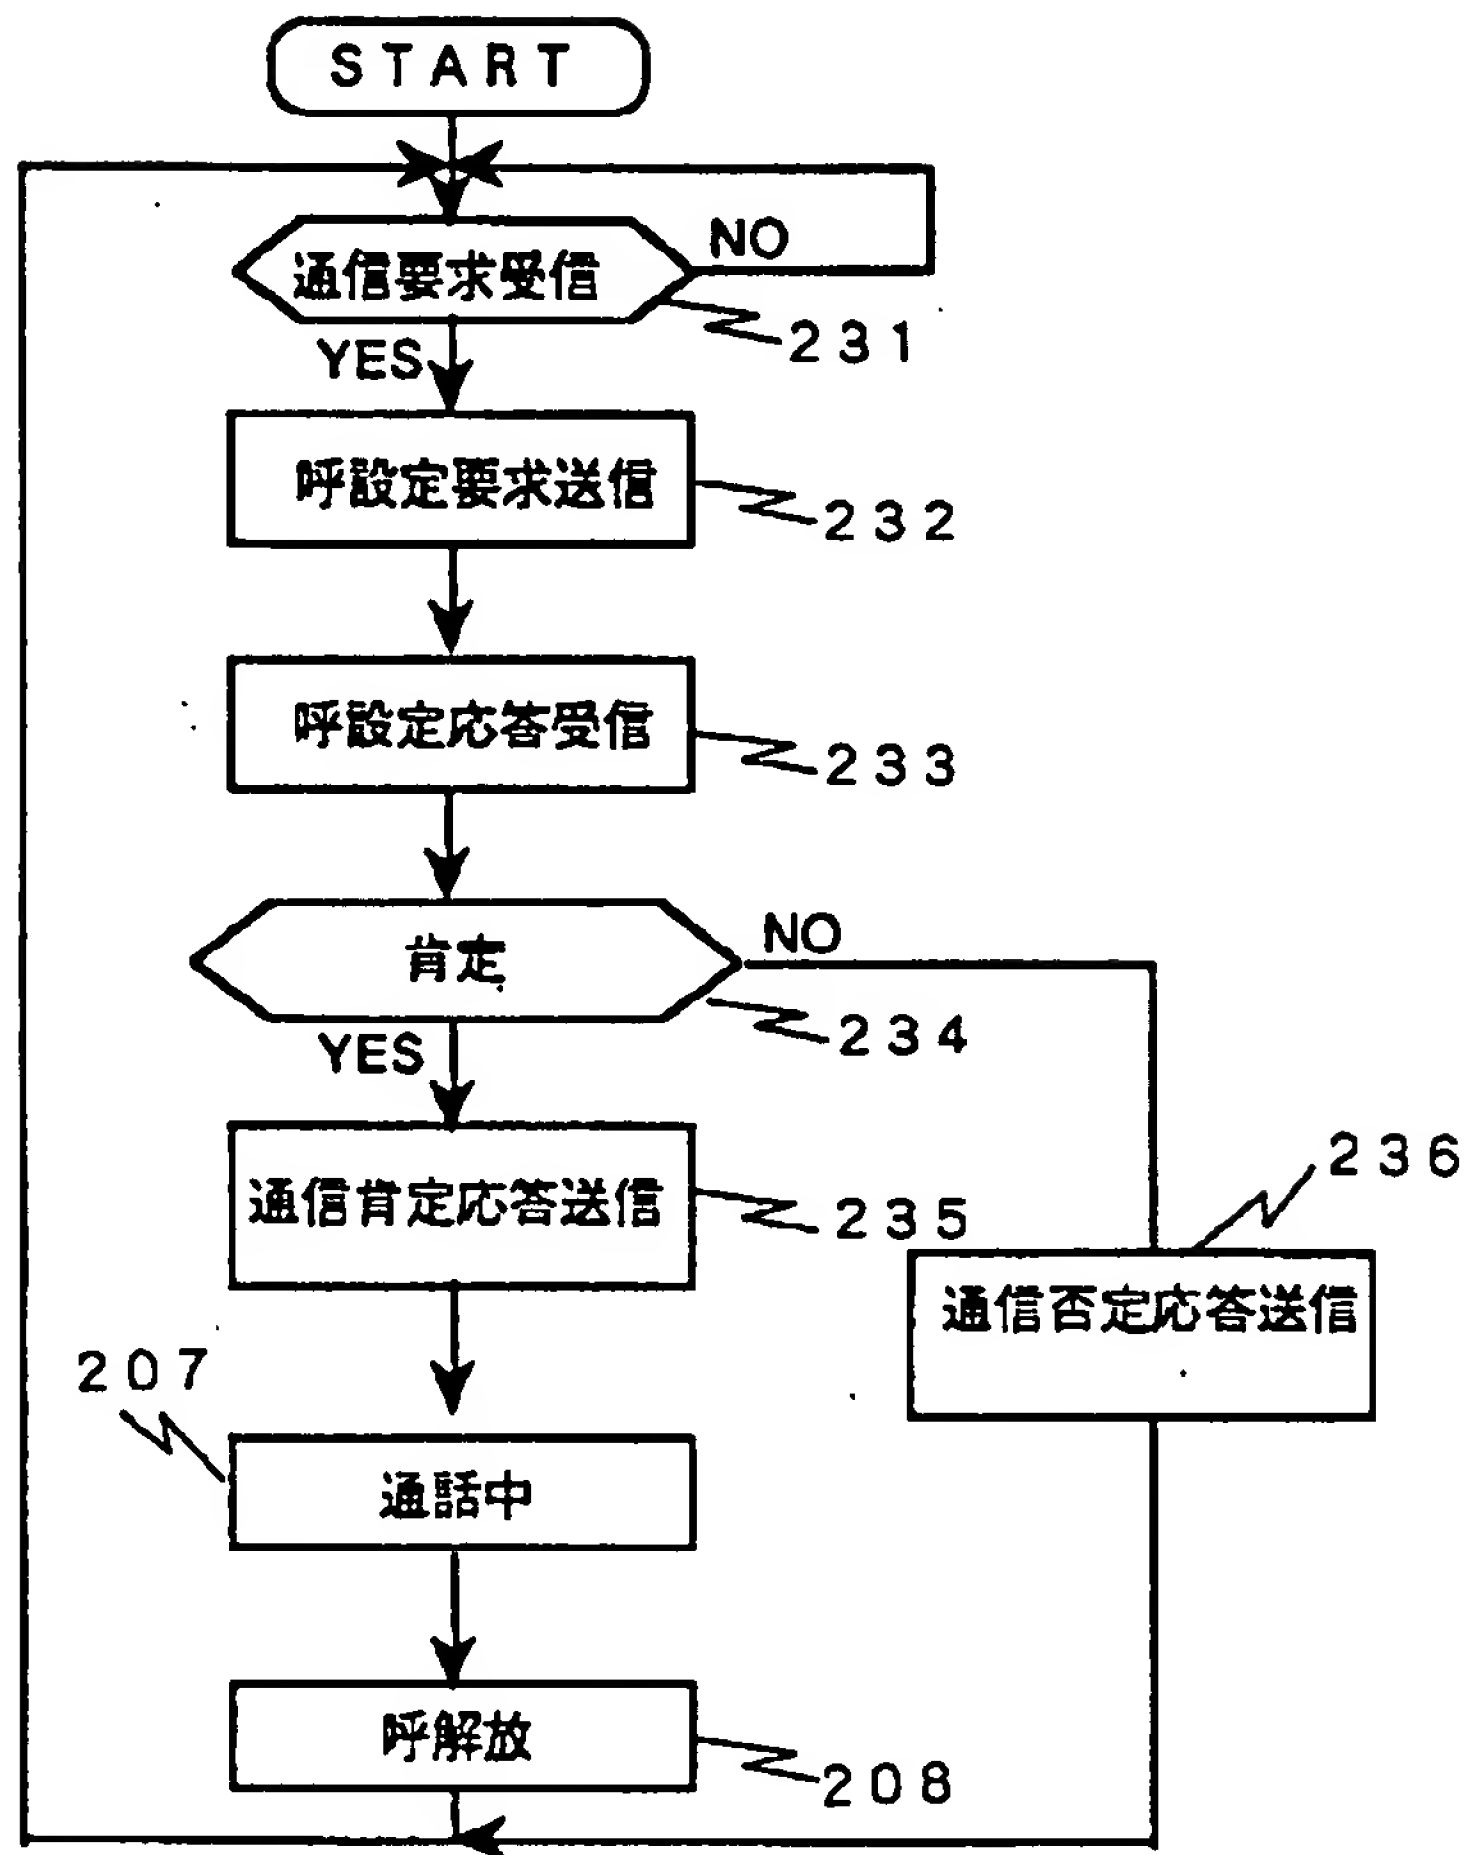 START
通信要求受信
NO
231
YES
呼設定要求送信
232
呼設定応答受信
233
肯定
NO
234
YES
通信肯定応答送信
235
236
通信否定応答送信
207
通話中
呼解放
208